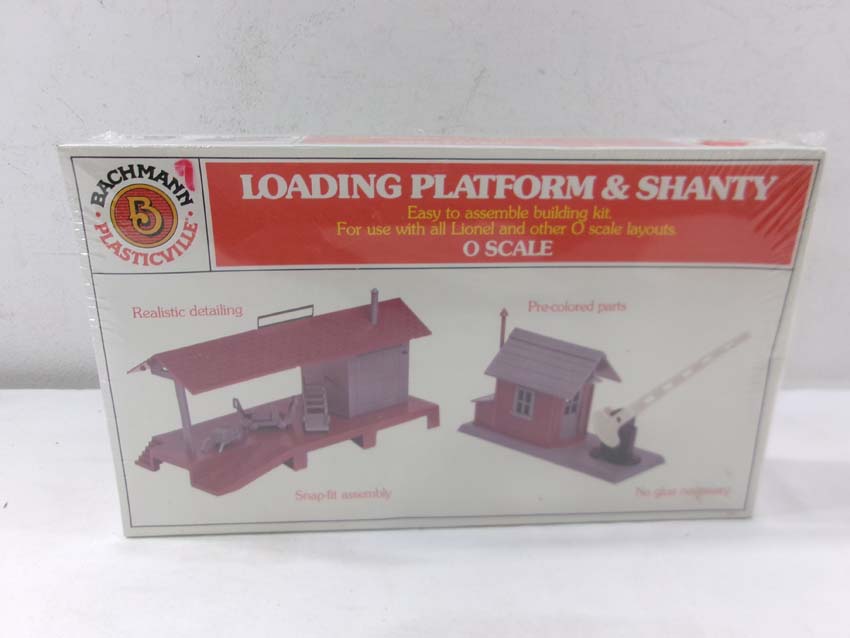 BACHMANN
B
PLASTICVILLE
LOADING PLATFORM & SHANTY
Easy to assemble building kit.
For use with all Lionel and other O scale layouts.
O SCALE
Realistic detailing
Pre-colored parts
Snap-fit assembly
No glue necessary